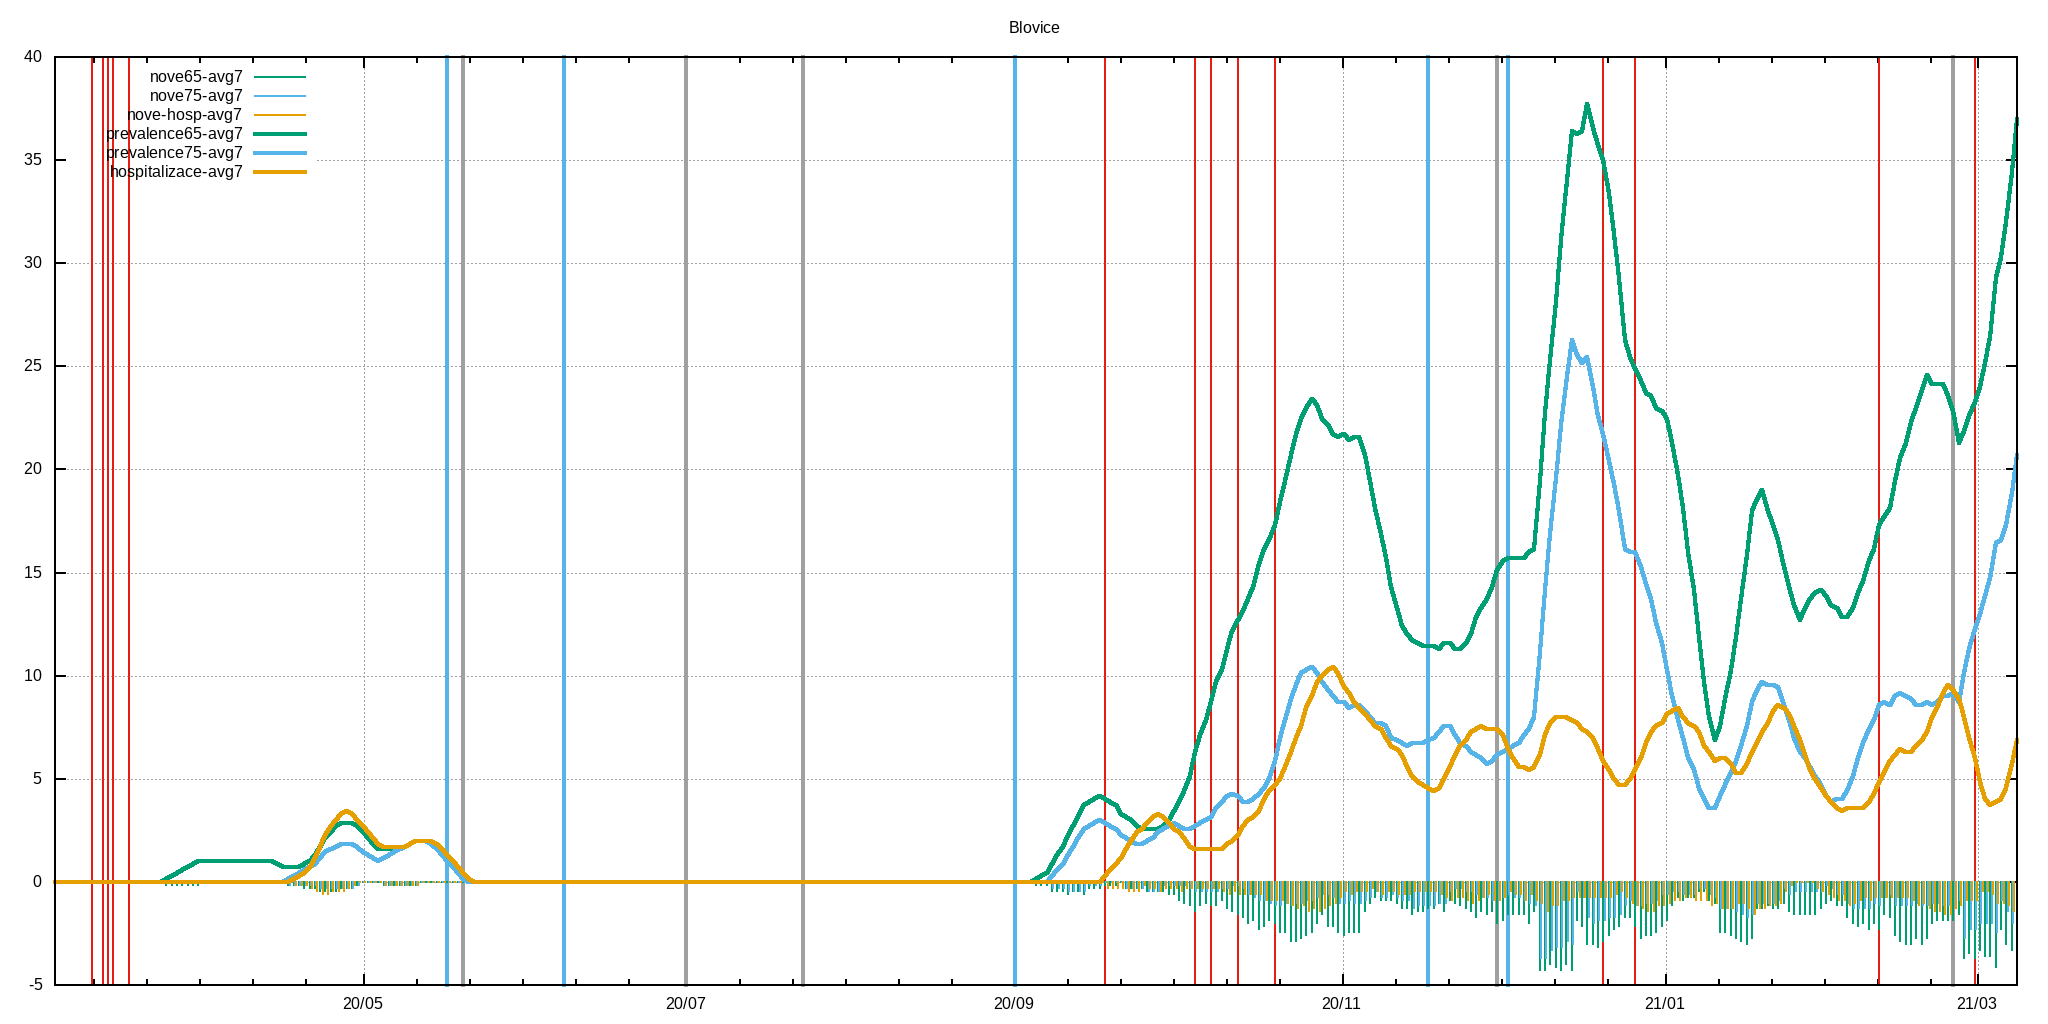 Blovice
40
35
30
25
20
15
10
5
0
-5
nove65-avg7
nove75-avg7
nove-hosp-avg7
prevalence65-avg7
prevalence75-avg7
hospitalizace-avg7
20/05 20/07 20/09 20/11 21/01 21/03